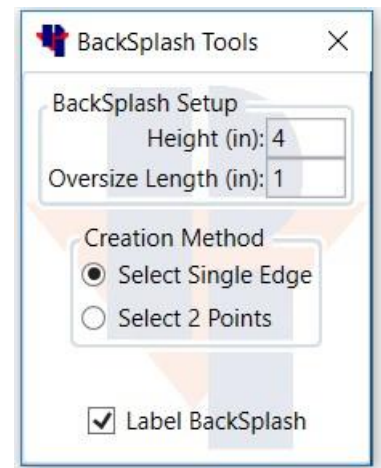 BackSplash Tools
BackSplash Setup
Height (in): 4
Oversize Length (in): 1
Creation Method
Select Single Edge
Select 2 Points
Label BackSplash